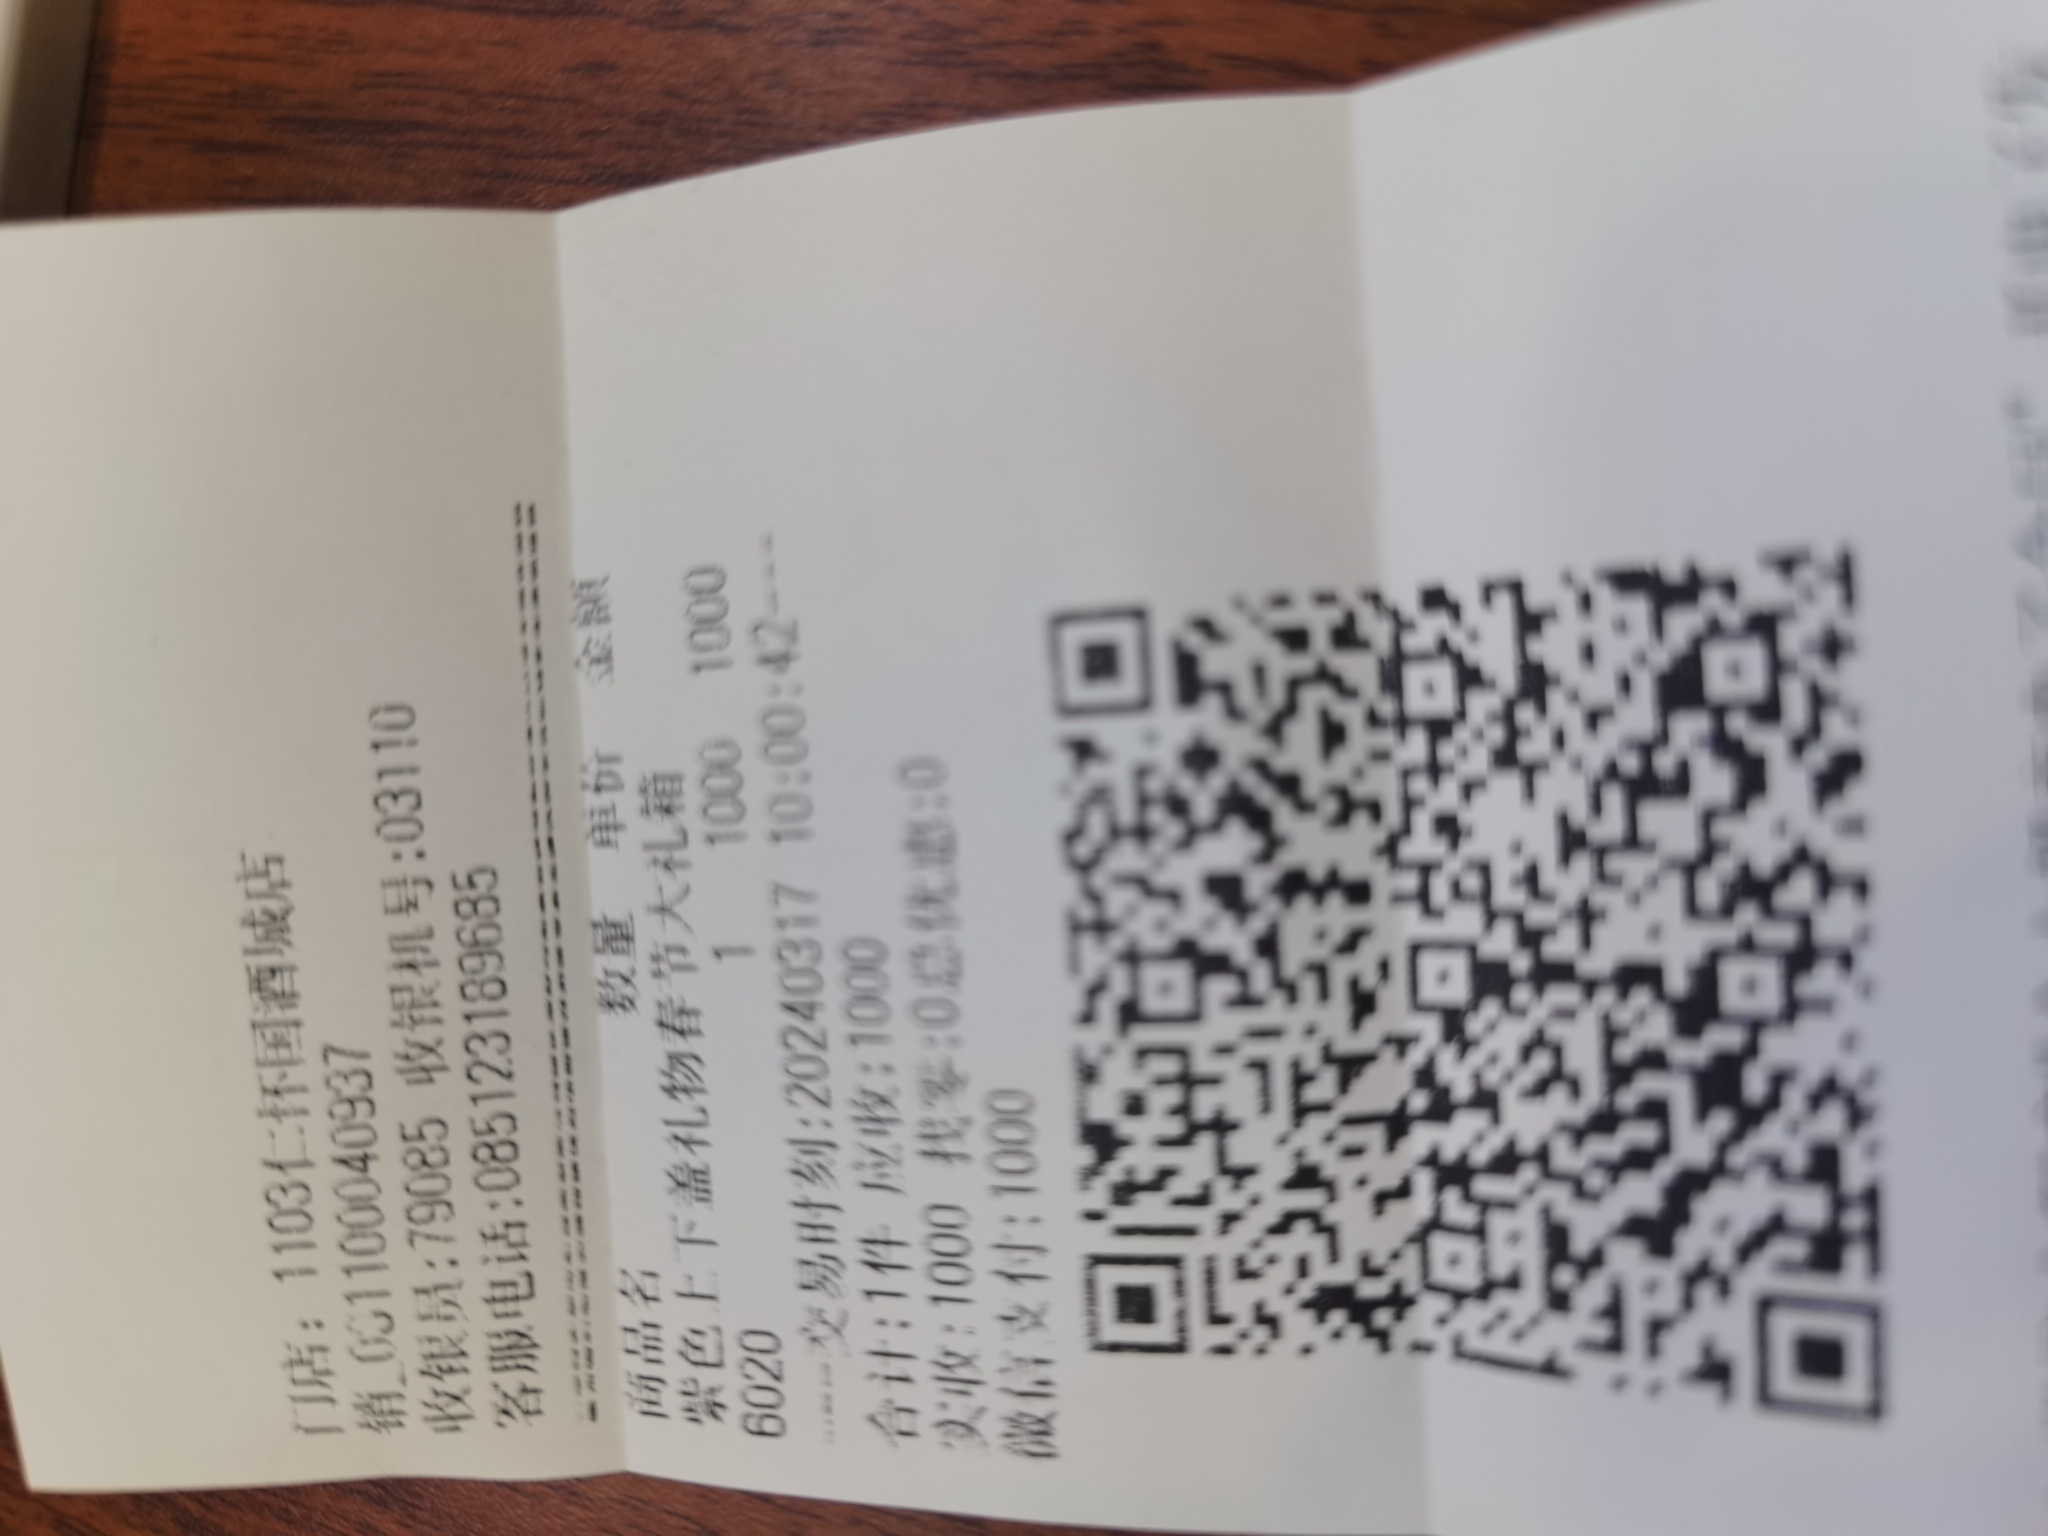 门店: 1103仁怀国酒城店
销_0C1100040937
收银员:79085 收银机号:03110
客服电话:085123189685
商品名 数量 单价 金额
紫色上下盖礼物春节大礼箱
6020 1 1000 1000
交易时刻:20240317 10:00:42
合计:1件 应收:1000
实收:1000 找零:0总优惠:0
微信支付:1000